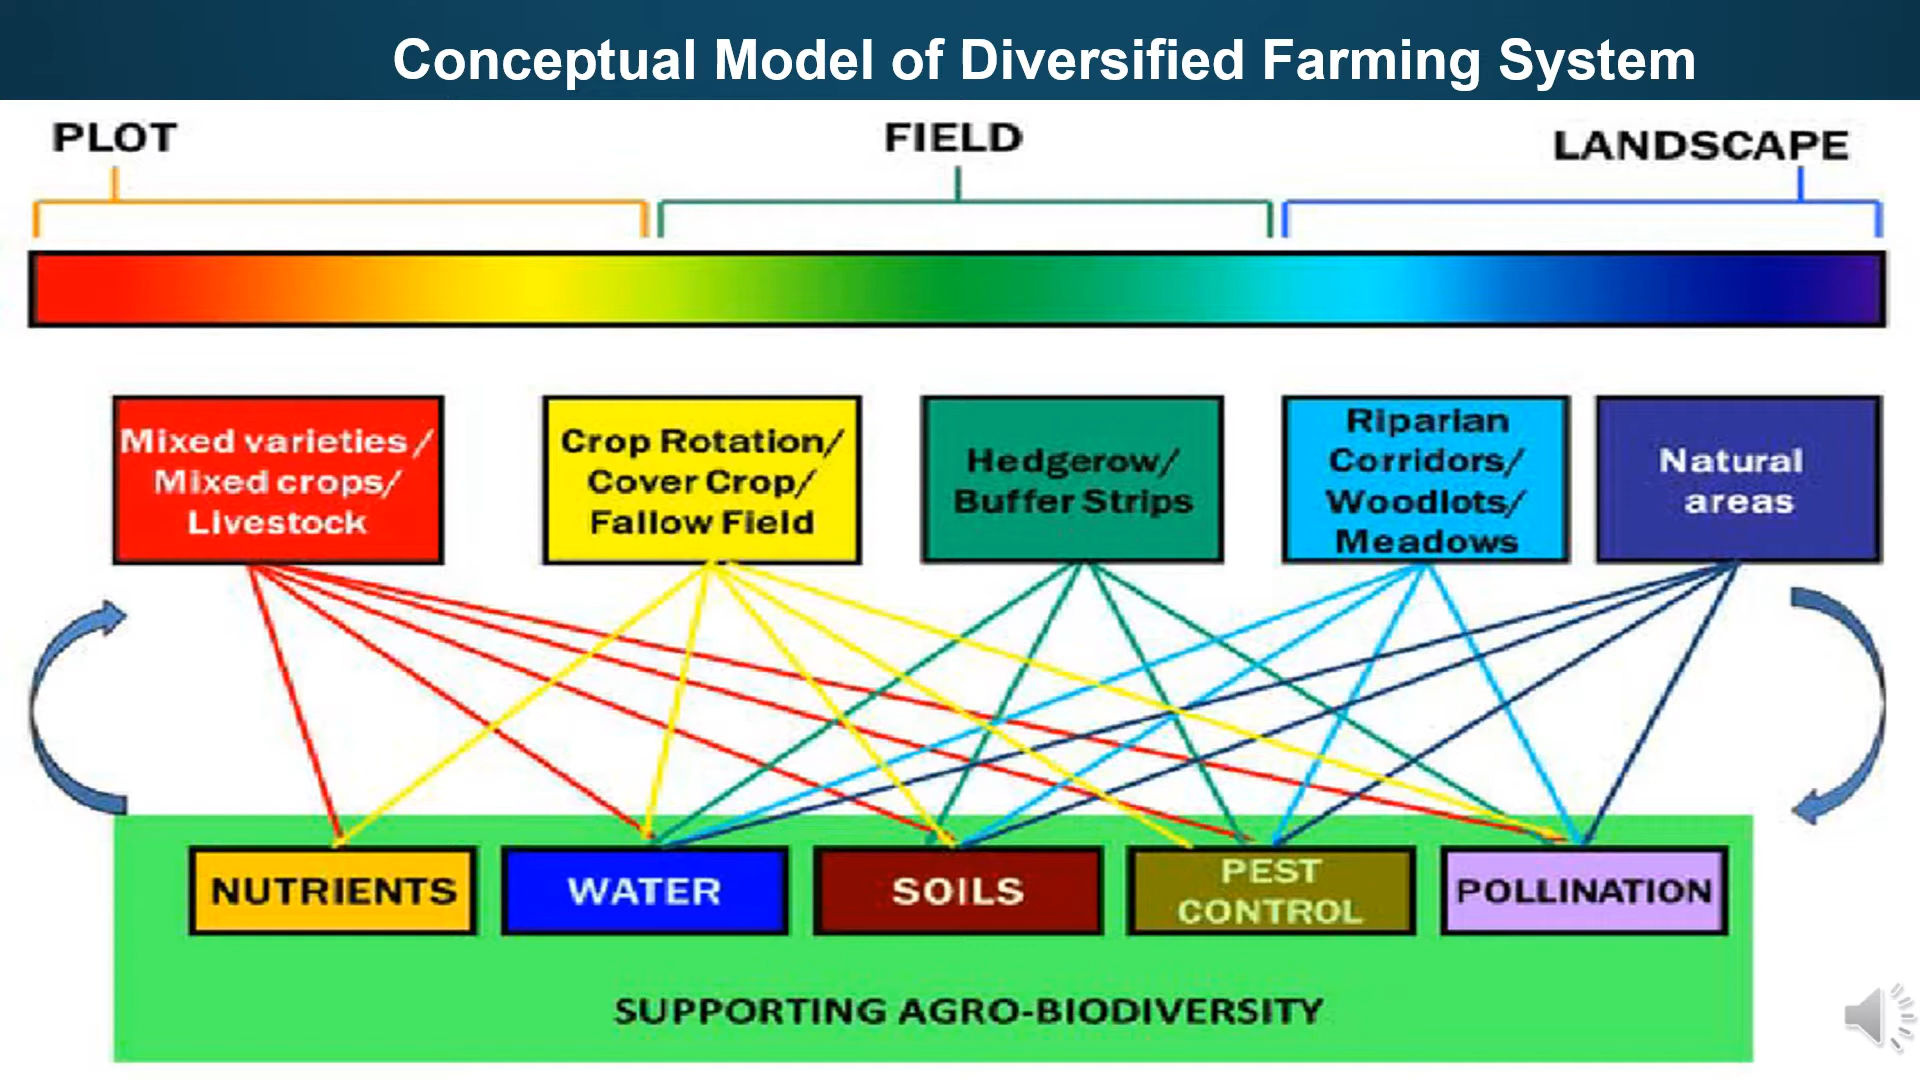 Conceptual Model of Diversified Farming System
PLOT
FIELD
LANDSCAPE
Mixed varieties/
Mixed crops/
Livestock
Crop Rotation/
Cover Crop/
Fallow Field
Hedgerow/
Buffer Strips
Riparian
Corridors/
Woodlots/
Meadows
Natural
areas
NUTRIENTS
WATER
SOILS
PEST
CONTROL
POLLINATION
SUPPORTING AGRO-BIODIVERSITY